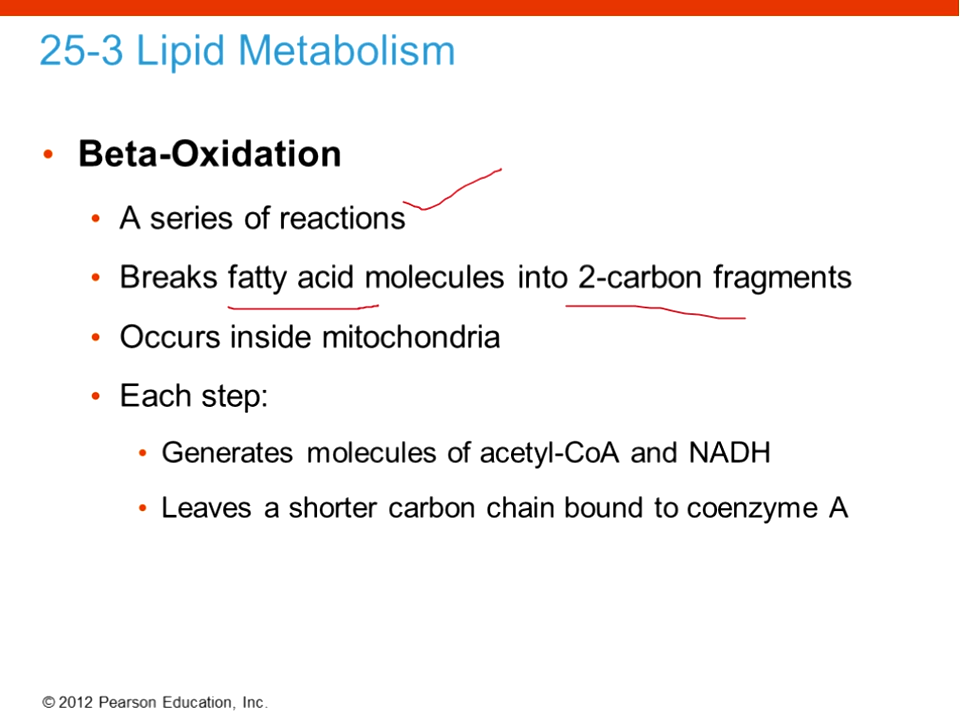 25-3 Lipid Metabolism
• Beta-Oxidation
• A series of reactions
• Breaks fatty acid molecules into 2-carbon fragments
• Occurs inside mitochondria
• Each step:
• Generates molecules of acetyl-CoA and NADH
• Leaves a shorter carbon chain bound to coenzyme A
© 2012 Pearson Education, Inc.